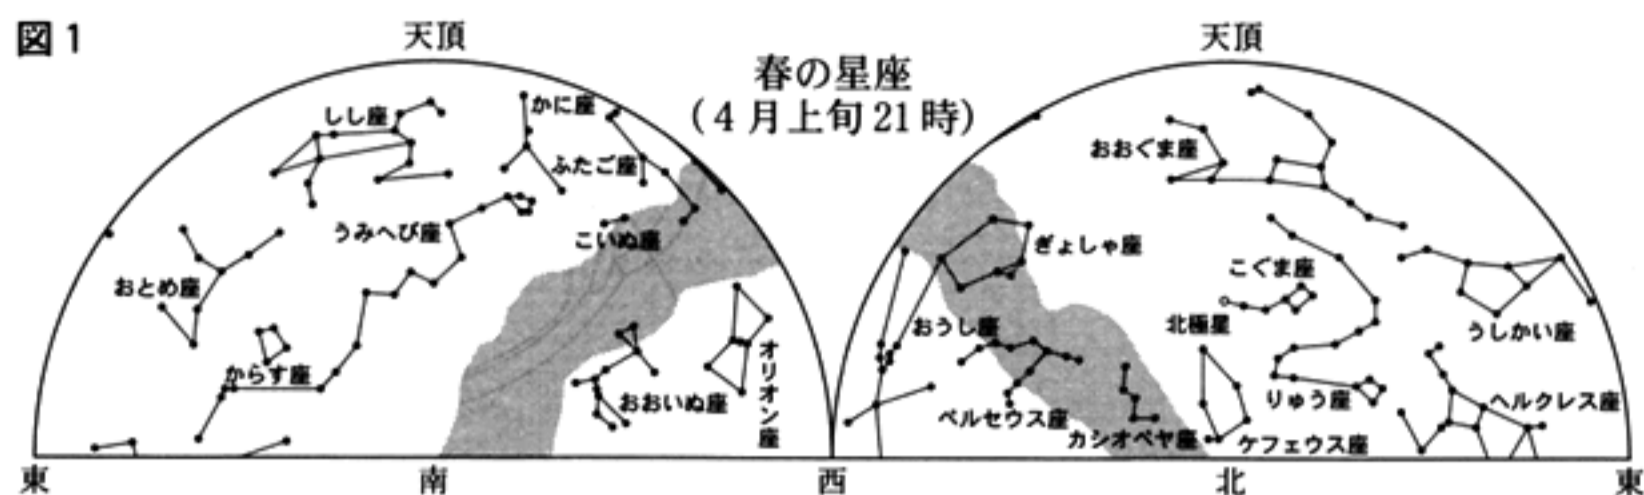 図1
天頂
天頂
春の星座
(4月上旬21時)
しし座
かに座
ふたご座
うみへび座
こいぬ座
おとめ座
からす座
おおいぬ座
オリオン座
おおぐま座
ぎょしゃ座
こぐま座
北極星
おうし座
うしかい座
ペルセウス座
カシオペヤ座
ケフェウス座
りゅう座
ヘルクレス座
東
南
西
北
東